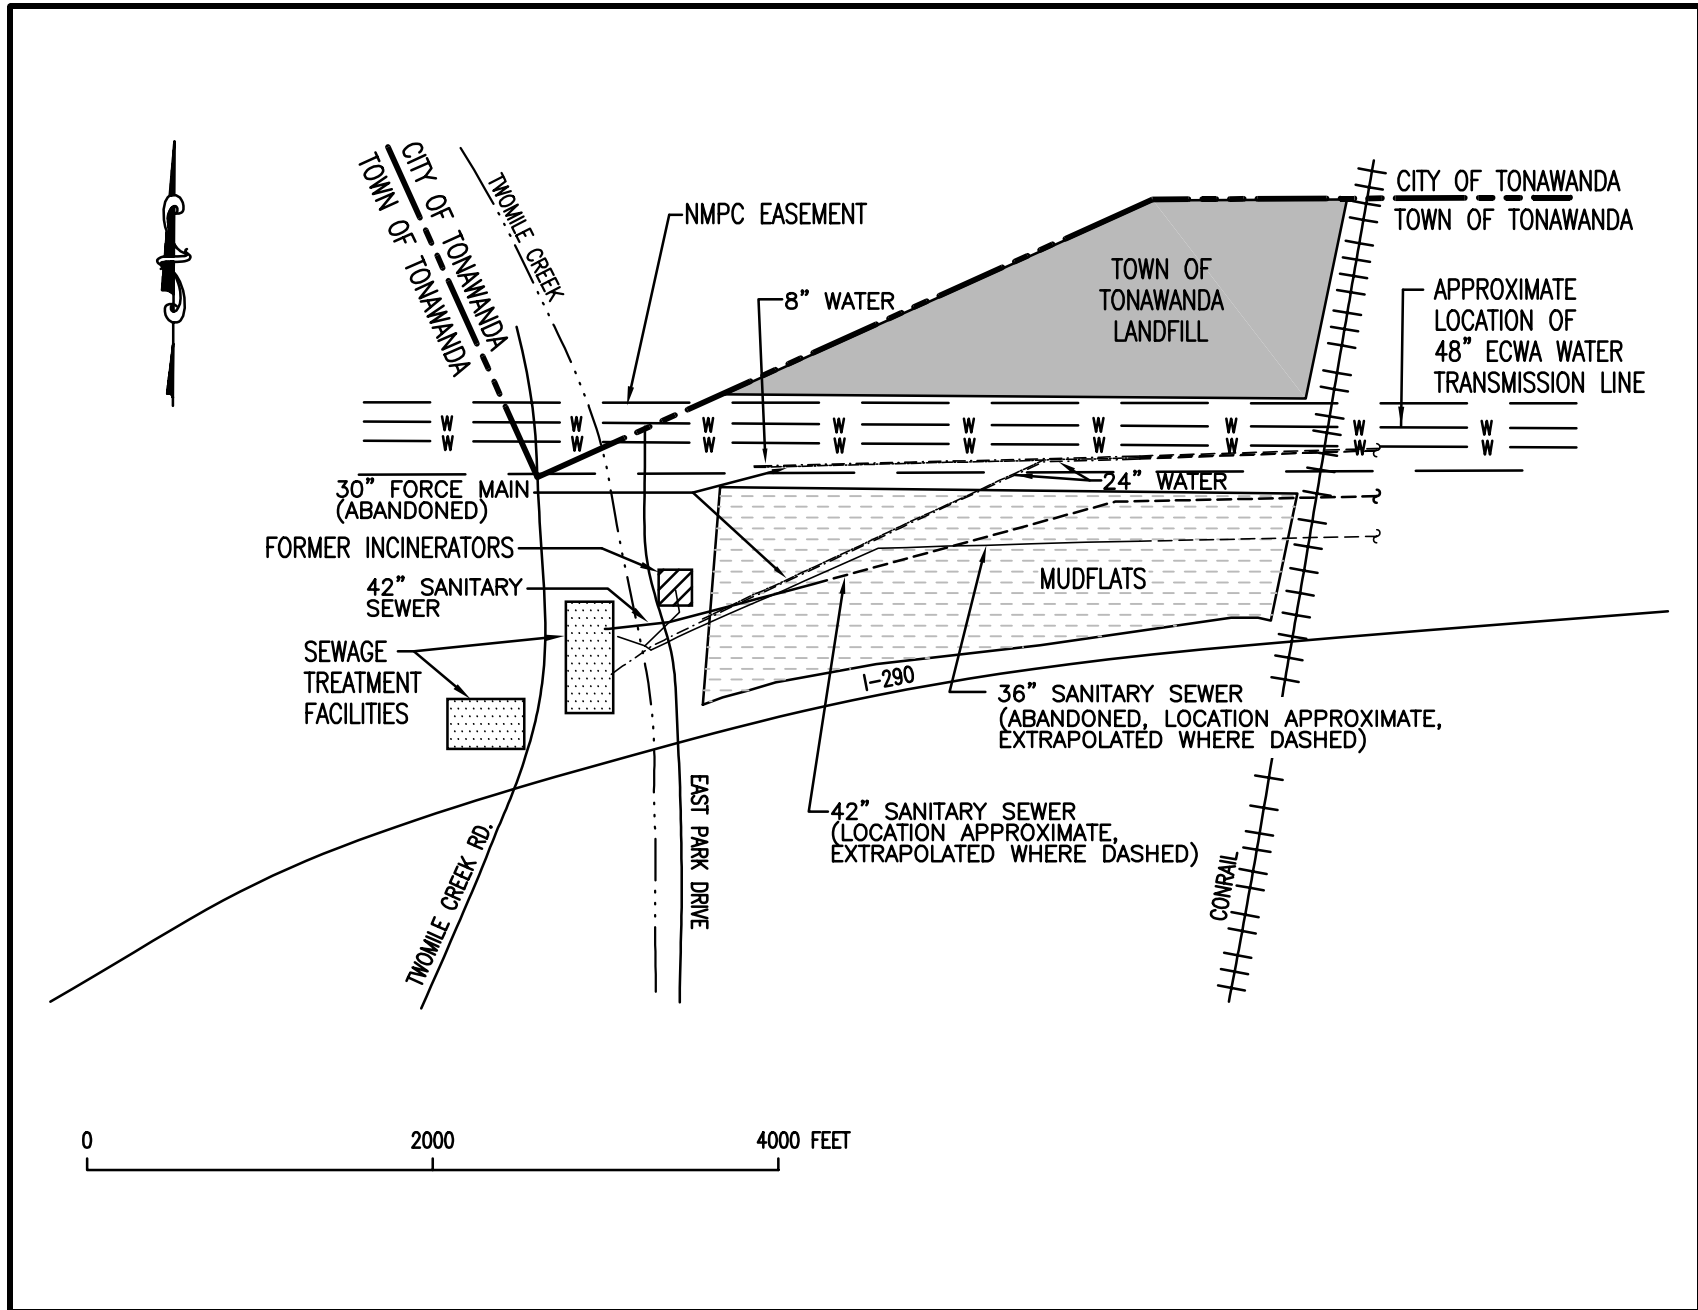 CITY OF TONAWANDA
TOWN OF TONAWANDA
TWOMILE CREEK
NMPC EASEMENT
CITY OF TONAWANDA
TOWN OF TONAWANDA
8" WATER
TOWN OF
TONAWANDA
LANDFILL
APPROXIMATE
LOCATION OF
48" ECWA WATER
TRANSMISSION LINE
W W W W W W W W W
W W W W W W W W W
30" FORCE MAIN
(ABANDONED)
24" WATER
FORMER INCINERATORS
MUDFLATS
42" SANITARY
SEWER
SEWAGE
TREATMENT
FACILITIES
I-290
36" SANITARY SEWER
(ABANDONED, LOCATION APPROXIMATE,
EXTRAPOLATED WHERE DASHED)
42" SANITARY SEWER
(LOCATION APPROXIMATE,
EXTRAPOLATED WHERE DASHED)
EAST PARK DRIVE
TWOMILE CREEK RD.
CONRAIL
0 2000 4000 FEET